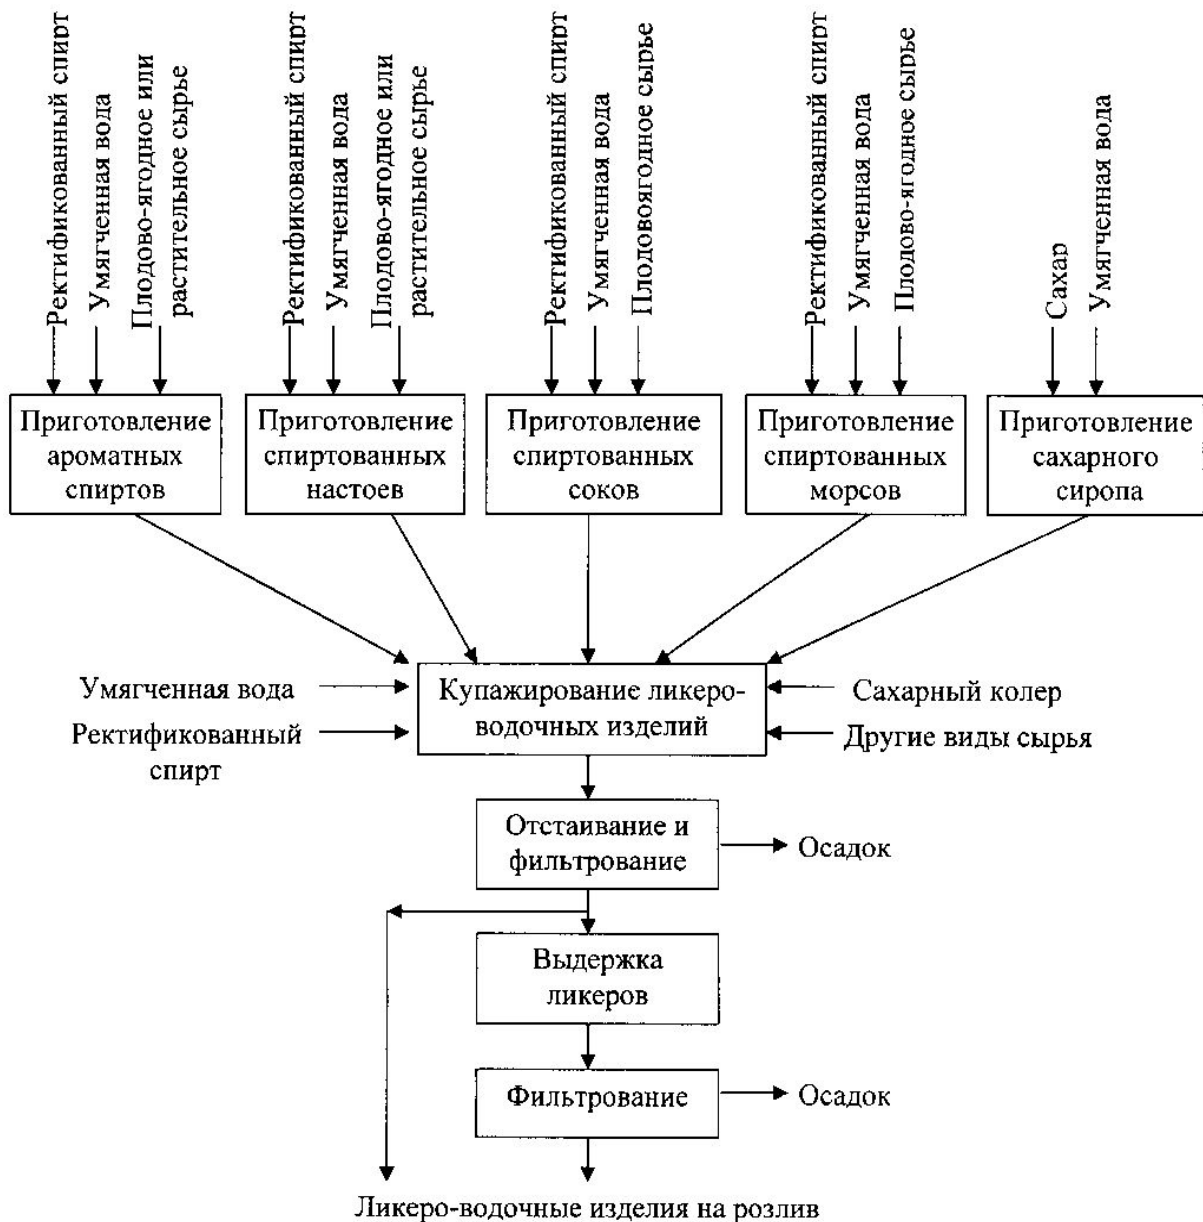 Ректификованный спирт
Умягченная вода
Плодово-ягодное или
растительное сырье
Ректификованный спирт
Умягченная вода
Плодово-ягодное или
растительное сырье
Ректификованный спирт
Умягченная вода
Плодовоягодное сырье
Ректификованный спирт
Умягченная вода
Плодово-ягодное сырье
Сахар
Умягченная вода
Приготовление
ароматных
спиртов
Приготовление
спиртованных
настоев
Приготовление
спиртованных
соков
Приготовление
спиртованных
морсов
Приготовление
сахарного
сиропа
Умягченная вода
Ректификованный
спирт
Купажирование ликеро-
водочных изделий
Сахарный колер
Другие виды сырья
Отстаивание и
фильтрование
Осадок
Выдержка
ликеров
Фильтрование
Осадок
Ликеро-водочные изделия на розлив